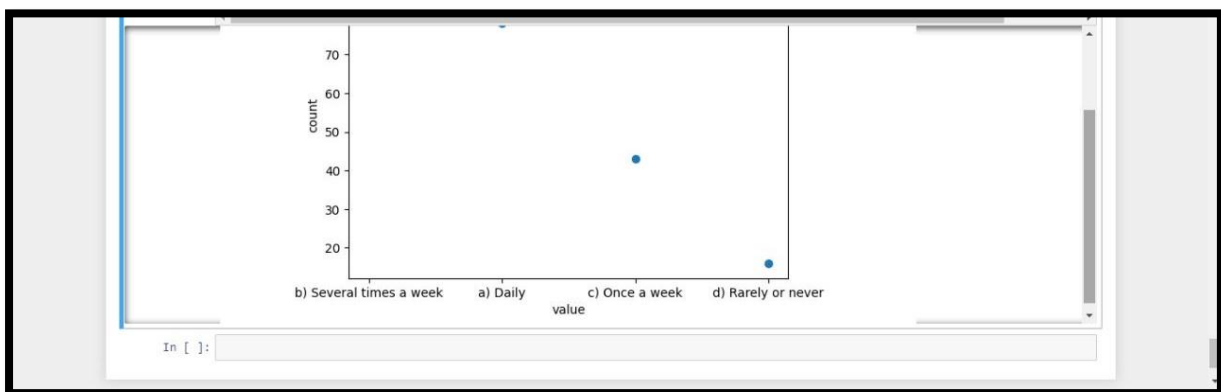 70
60
count
50
40
30
20
b) Several times a week a) Daily c) Once a week d) Rarely or never
value
In [ ]: